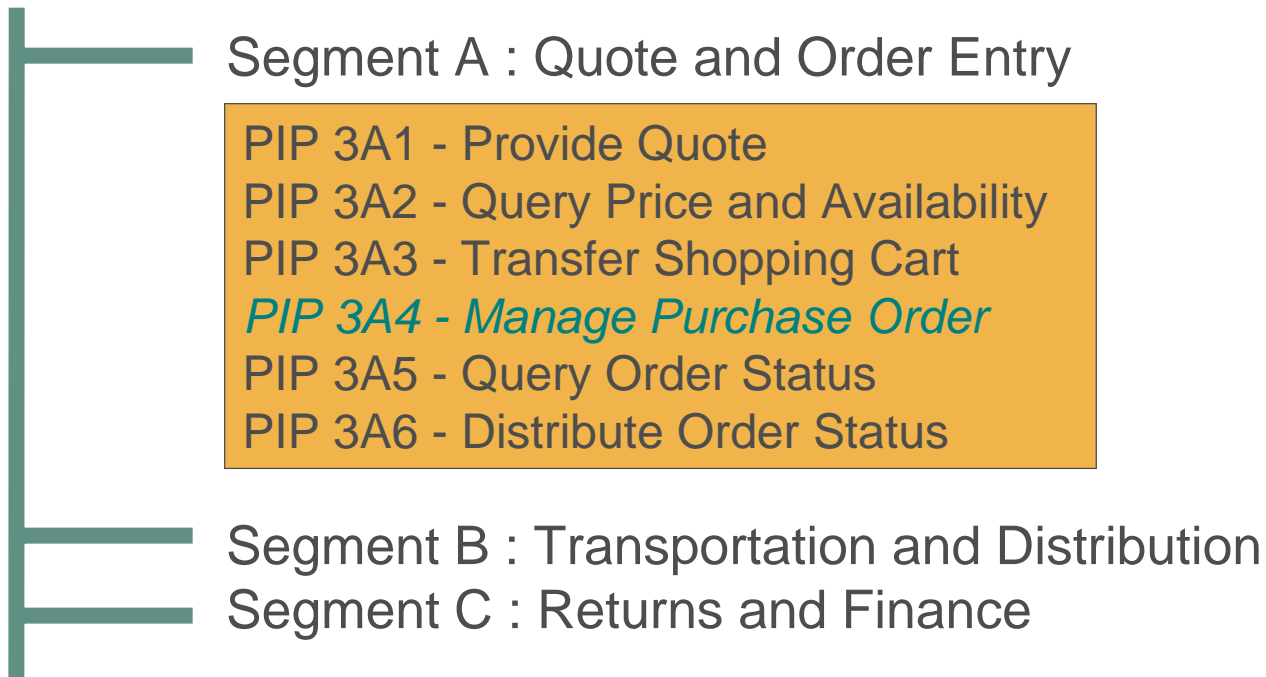 Segment A : Quote and Order Entry
PIP 3A1 - Provide Quote
PIP 3A2 - Query Price and Availability
PIP 3A3 - Transfer Shopping Cart
PIP 3A4 - Manage Purchase Order
PIP 3A5 - Query Order Status
PIP 3A6 - Distribute Order Status
Segment B : Transportation and Distribution
Segment C : Returns and Finance